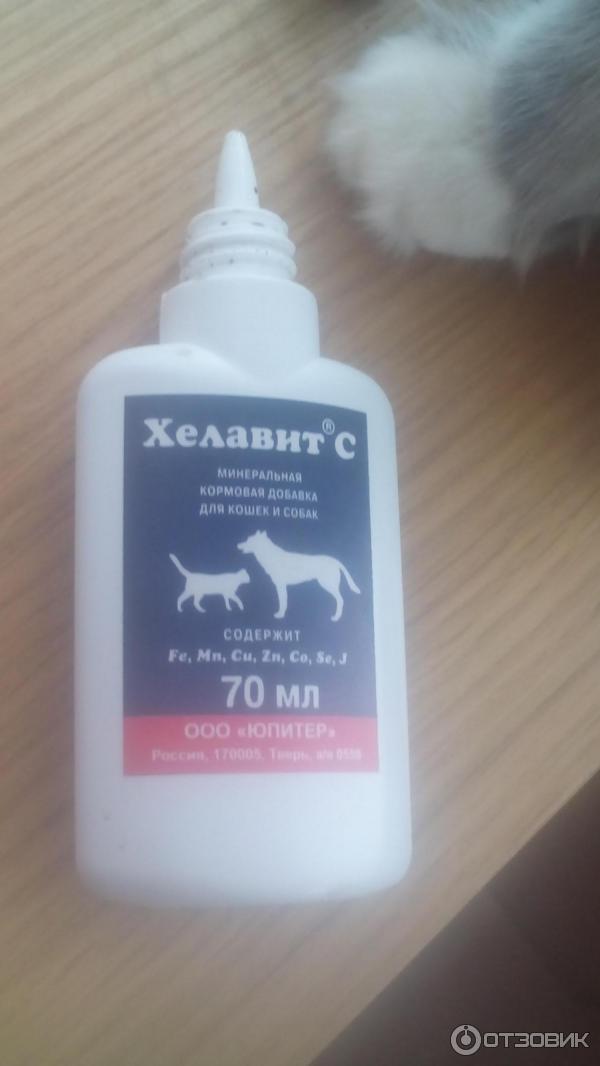 Хелавит® С
МИНЕРАЛЬНАЯ
КОРМОВАЯ ДОБАВКА
ДЛЯ КОШЕК И СОБАК
СОДЕРЖИТ
Fe, Mn, Cu, Zn, Co, Se, J
70 мл
ООО «ЮПИТЕР»
Россия, 170005, Тверь, а/я 0556
ОТЗОВИК